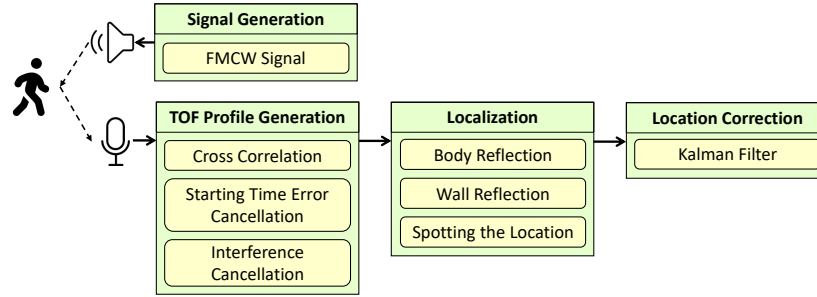 Signal Generation
FMCW Signal
TOF Profile Generation
Cross Correlation
Starting Time Error
Cancellation
Interference
Cancellation
Localization
Body Reflection
Wall Reflection
Spotting the Location
Location Correction
Kalman Filter